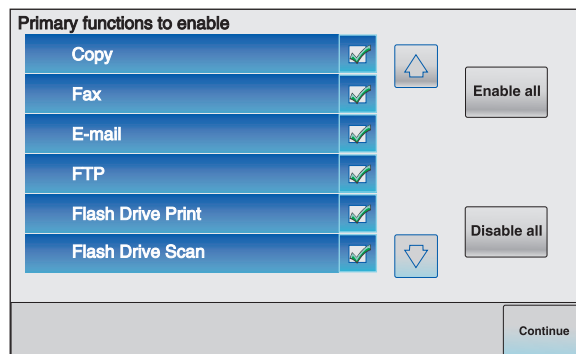 Primary functions to enable
Copy
Fax
E-mail
FTP
Flash Drive Print
Flash Drive Scan
Enable all
Disable all
Continue